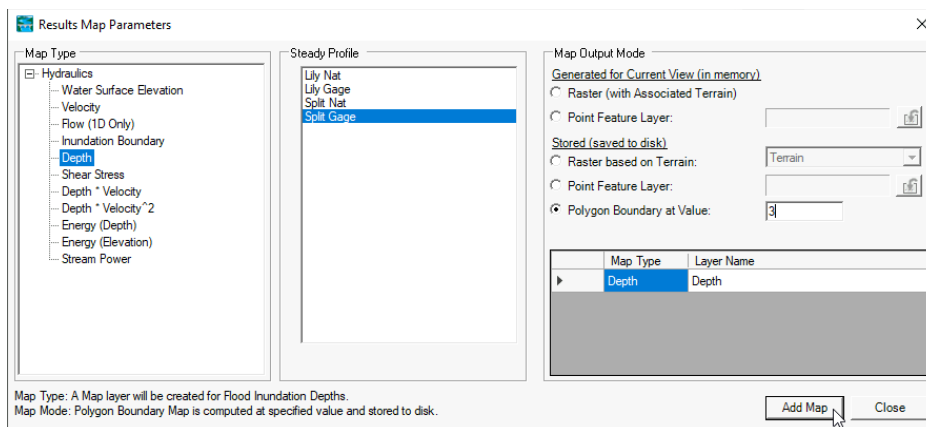 Results Map Parameters
Map Type
Hydraulics
Water Surface Elevation
Velocity
Flow (1D Only)
Inundation Boundary
Depth
Shear Stress
Depth * Velocity
Depth * Velocity^2
Energy (Depth)
Energy (Elevation)
Stream Power
Steady Profile
Lily Nat
Lily Gage
Split Nat
Split Gage
Map Output Mode
Generated for Current View (in memory)
Raster (with Associated Terrain)
Point Feature Layer:
Stored (saved to disk)
Raster based on Terrain: Terrain
Point Feature Layer:
Polygon Boundary at Value: 3
Map Type Layer Name
Depth Depth
Map Type: A Map layer will be created for Flood Inundation Depths.
Map Mode: Polygon Boundary Map is computed at specified value and stored to disk.
Add Map Close